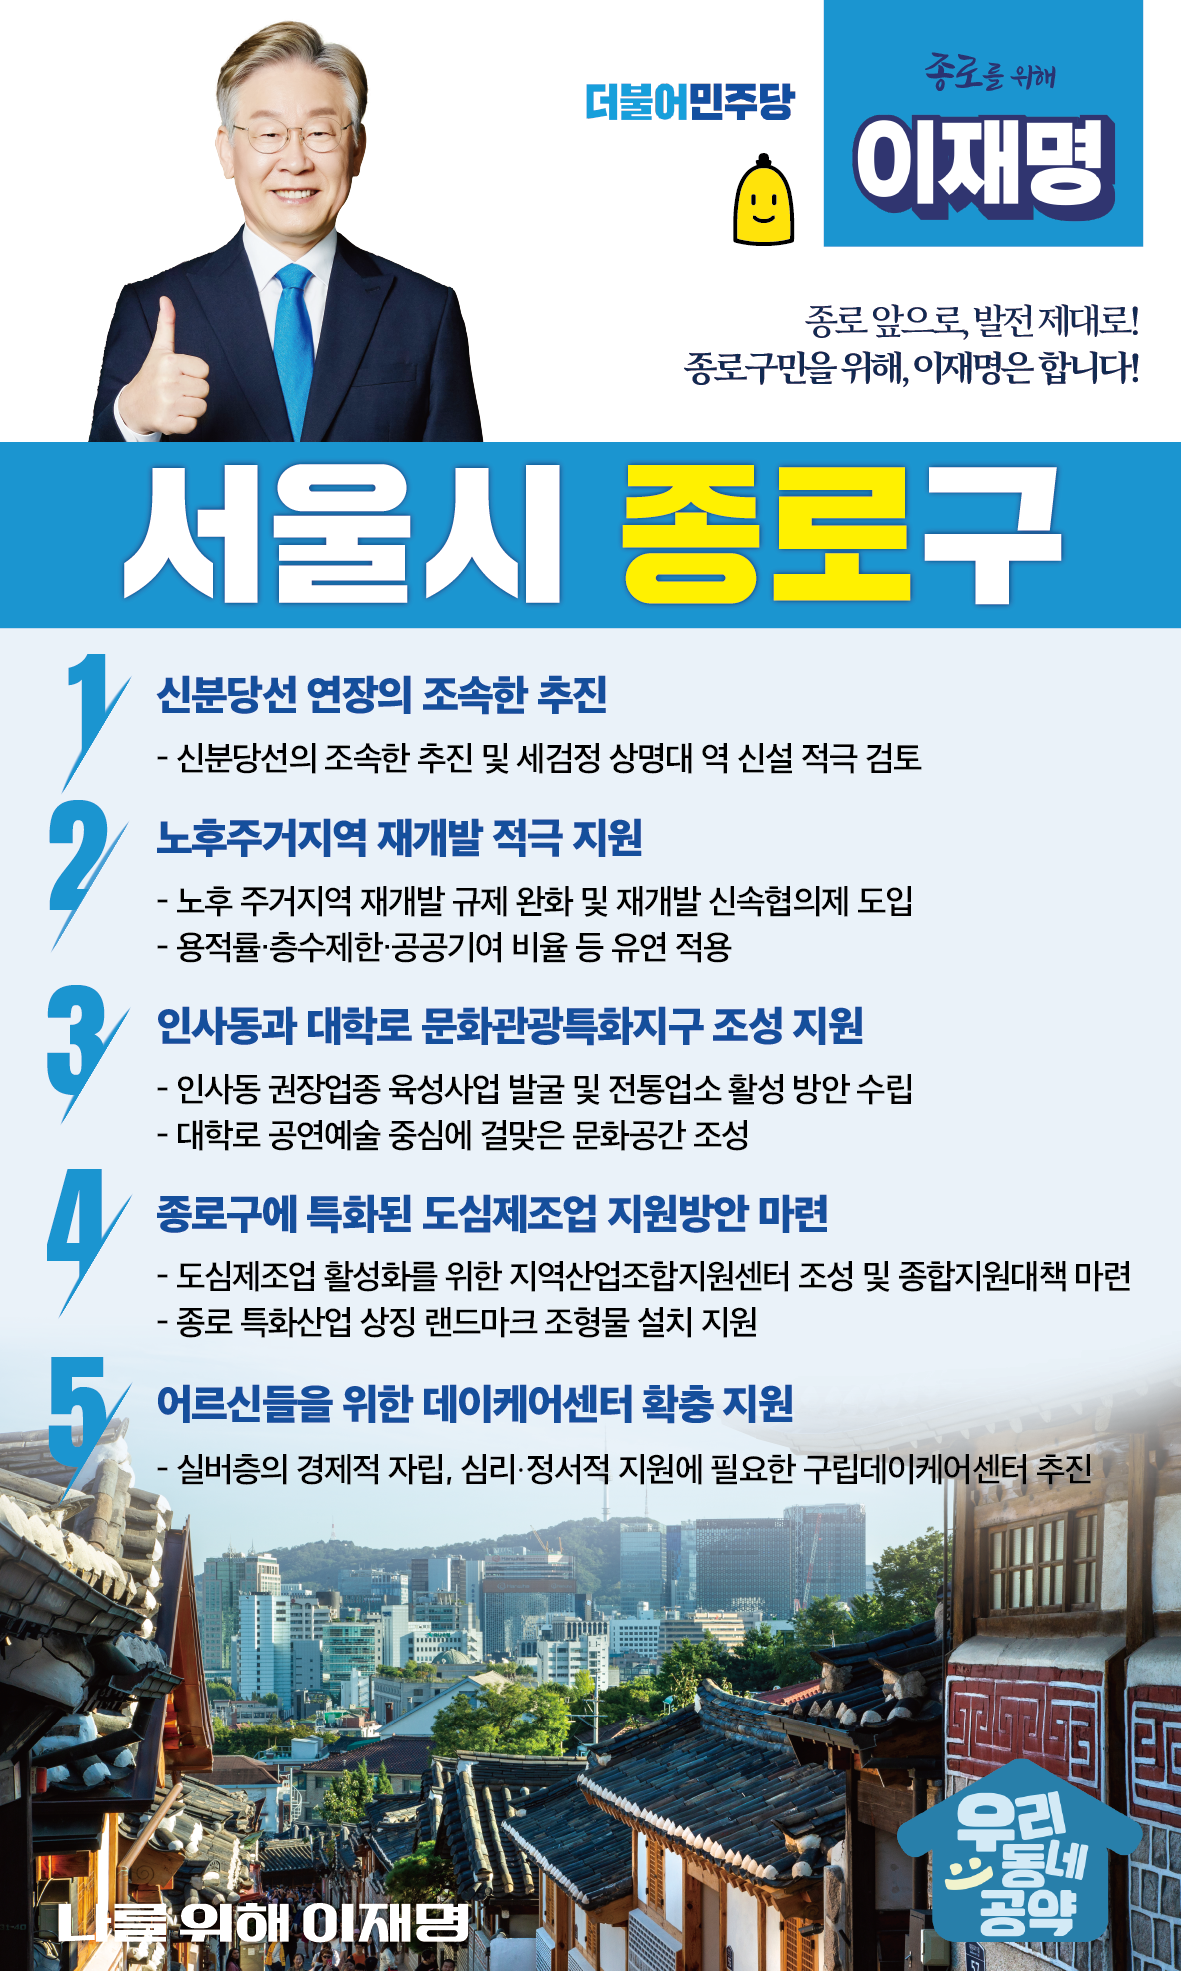 더불어민주당
종로를 위해
이재명
종로 앞으로, 발전 제대로!
종로구민을 위해, 이재명은 합니다!
서울시 종로구
1
신분당선 연장의 조속한 추진
- 신분당선의 조속한 추진 및 세검정 상명대 역 신설 적극 검토
2
노후주거지역 재개발 적극 지원
- 노후 주거지역 재개발 규제 완화 및 재개발 신속협의제 도입
- 용적률·층수제한·공공기여 비율 등 유연 적용
3
인사동과 대학로 문화관광특화지구 조성 지원
- 인사동 권장업종 육성사업 발굴 및 전통업소 활성 방안 수립
- 대학로 공연예술 중심에 걸맞은 문화공간 조성
4
종로구에 특화된 도심제조업 지원방안 마련
- 도심제조업 활성화를 위한 지역산업조합지원센터 조성 및 종합지원대책 마련
- 종로 특화산업 상징 랜드마크 조형물 설치 지원
5
어르신들을 위한 데이케어센터 확충 지원
- 실버층의 경제적 자립, 심리·정서적 지원에 필요한 구립데이케어센터 추진
나를 위해 이재명
우리
동네
공약